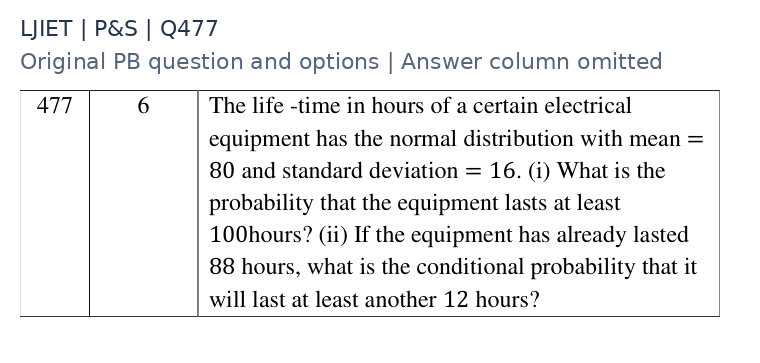 LJIET | P&S | Q477
Original PB question and options | Answer column omitted
477 6 The life -time in hours of a certain electrical
equipment has the normal distribution with mean =
80 and standard deviation = 16. (i) What is the
probability that the equipment lasts at least
100hours? (ii) If the equipment has already lasted
88 hours, what is the conditional probability that it
will last at least another 12 hours?